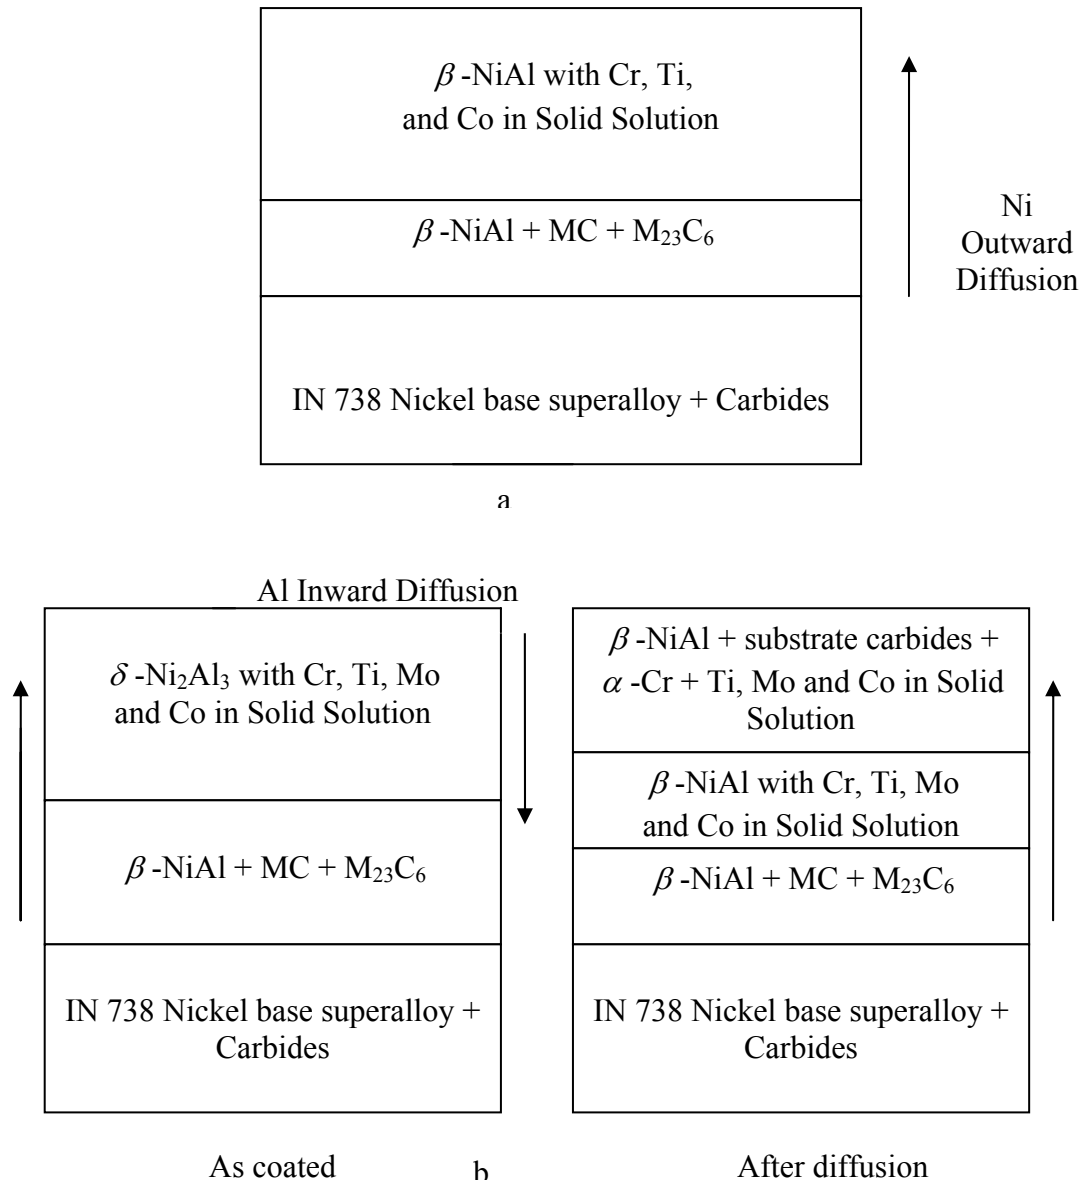 β -NiAl with Cr, Ti,
and Co in Solid Solution
β -NiAl + MC + M₂₃C₆
Ni
Outward
Diffusion
IN 738 Nickel base superalloy + Carbides
a
Al Inward Diffusion
δ -Ni₂Al₃ with Cr, Ti, Mo
and Co in Solid Solution
β -NiAl + MC + M₂₃C₆
IN 738 Nickel base superalloy +
Carbides
β -NiAl + substrate carbides +
α -Cr + Ti, Mo and Co in Solid
Solution
β -NiAl with Cr, Ti, Mo
and Co in Solid Solution
β -NiAl + MC + M₂₃C₆
IN 738 Nickel base superalloy +
Carbides
As coated
b
After diffusion